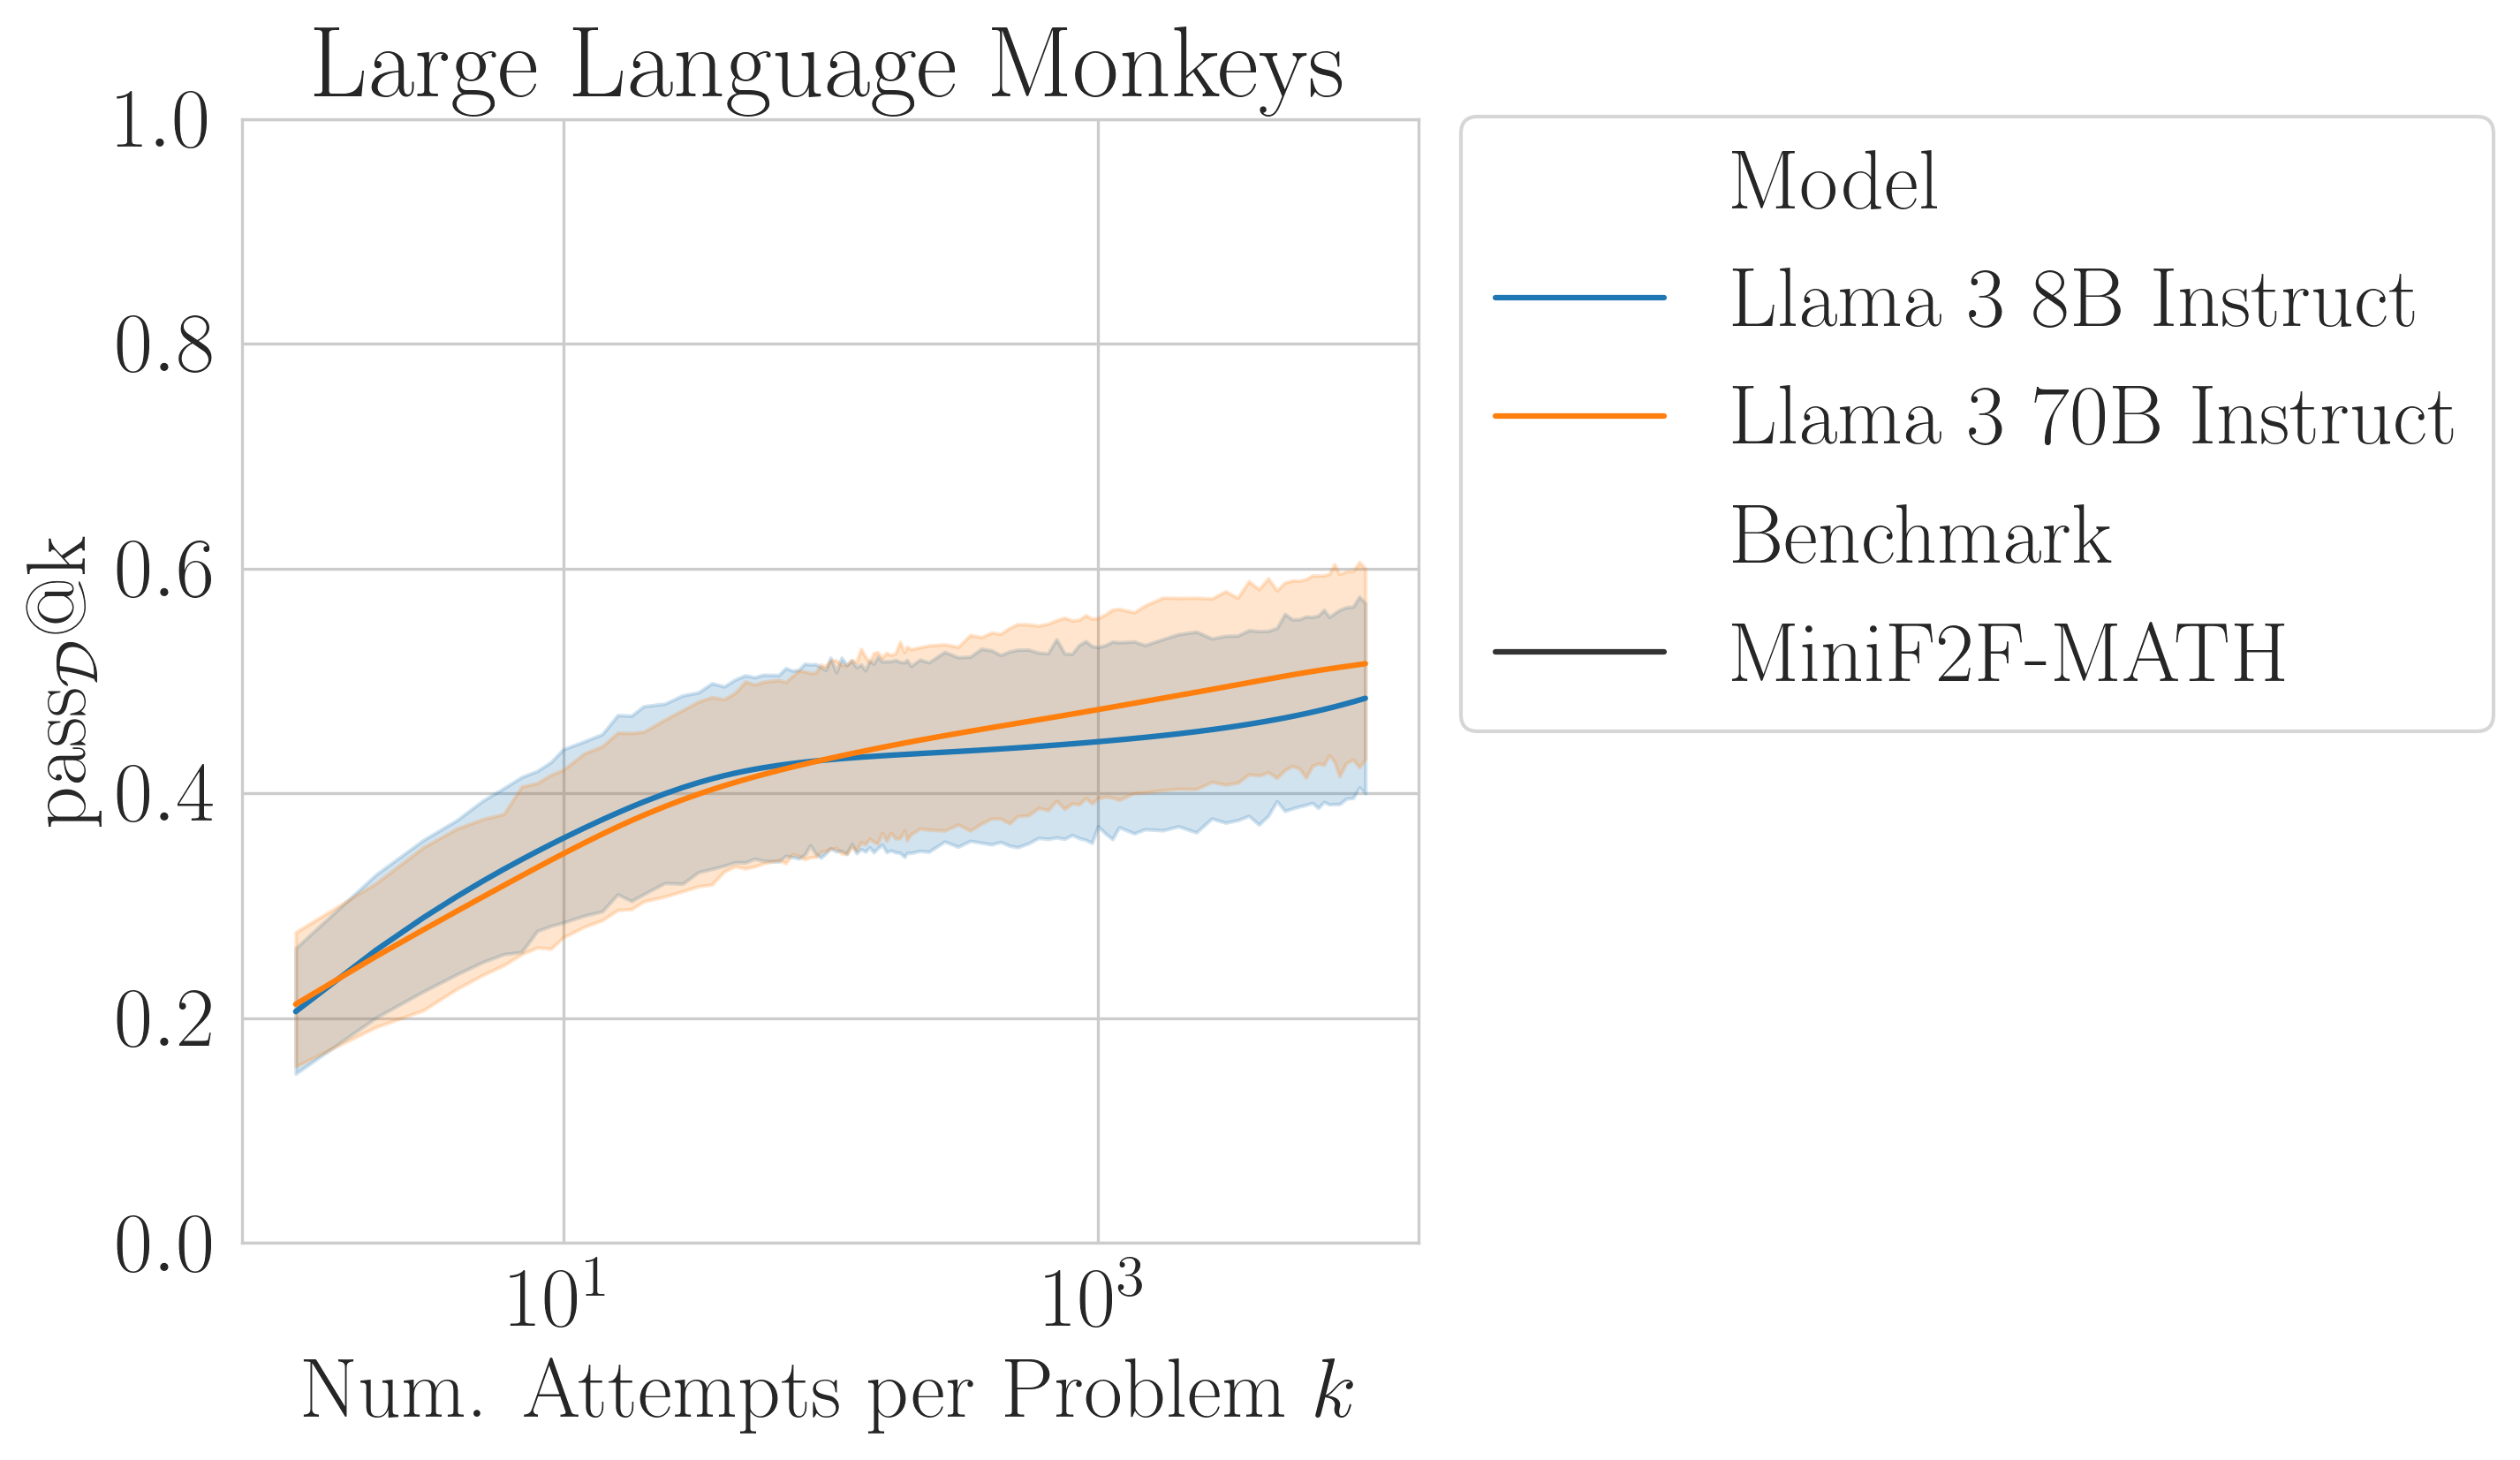 Large Language Monkeys
1.0
0.8
0.6
0.4
0.2
0.0
pass𝒟@k
10¹
10³
Num. Attempts per Problem k
Model
Llama 3 8B Instruct
Llama 3 70B Instruct
Benchmark
MiniF2F-MATH